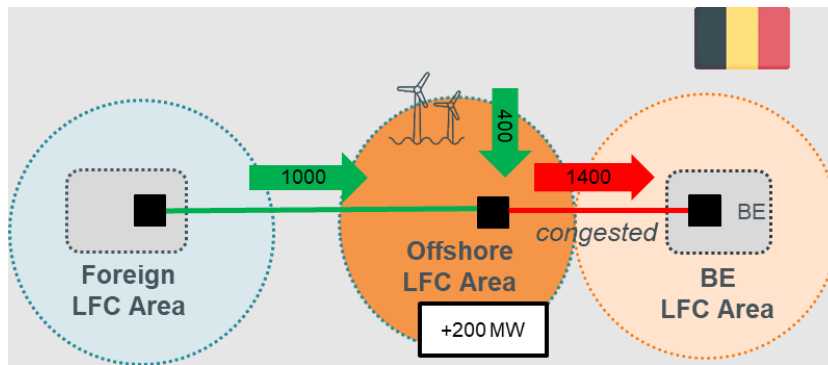 400
1000
1400
congested
BE
Foreign
LFC Area
Offshore
LFC Area
BE
LFC Area
+200 MW